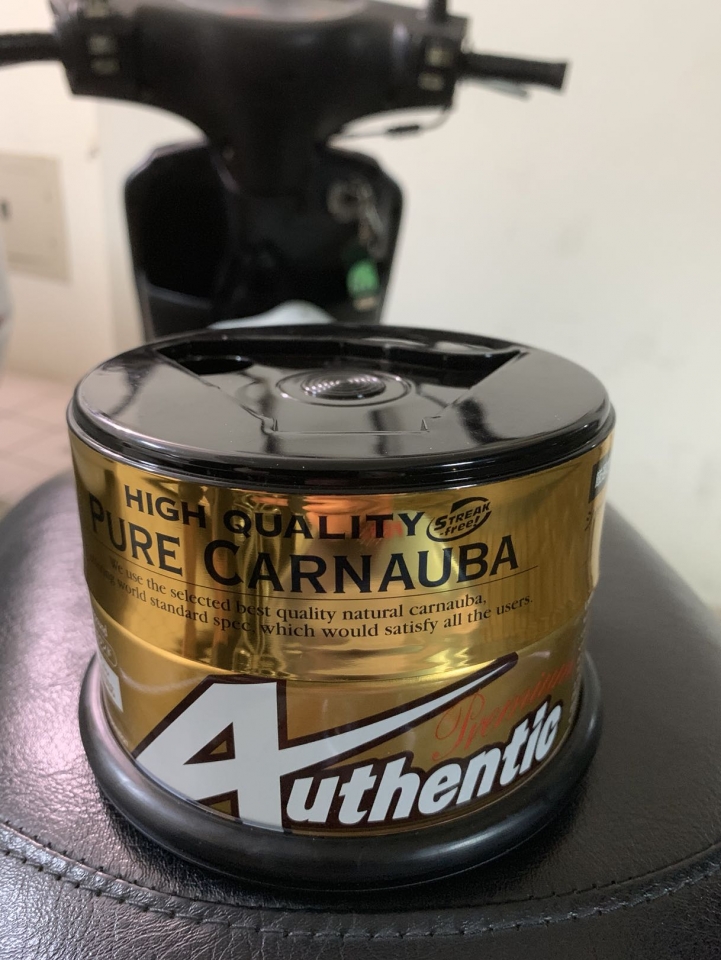 HIGH QUALITY
STREAK
-free!
PURE CARNAUBA
We use the selected best quality natural carnauba,
world standard spec, which would satisfy all the users.
Premium
Authentic